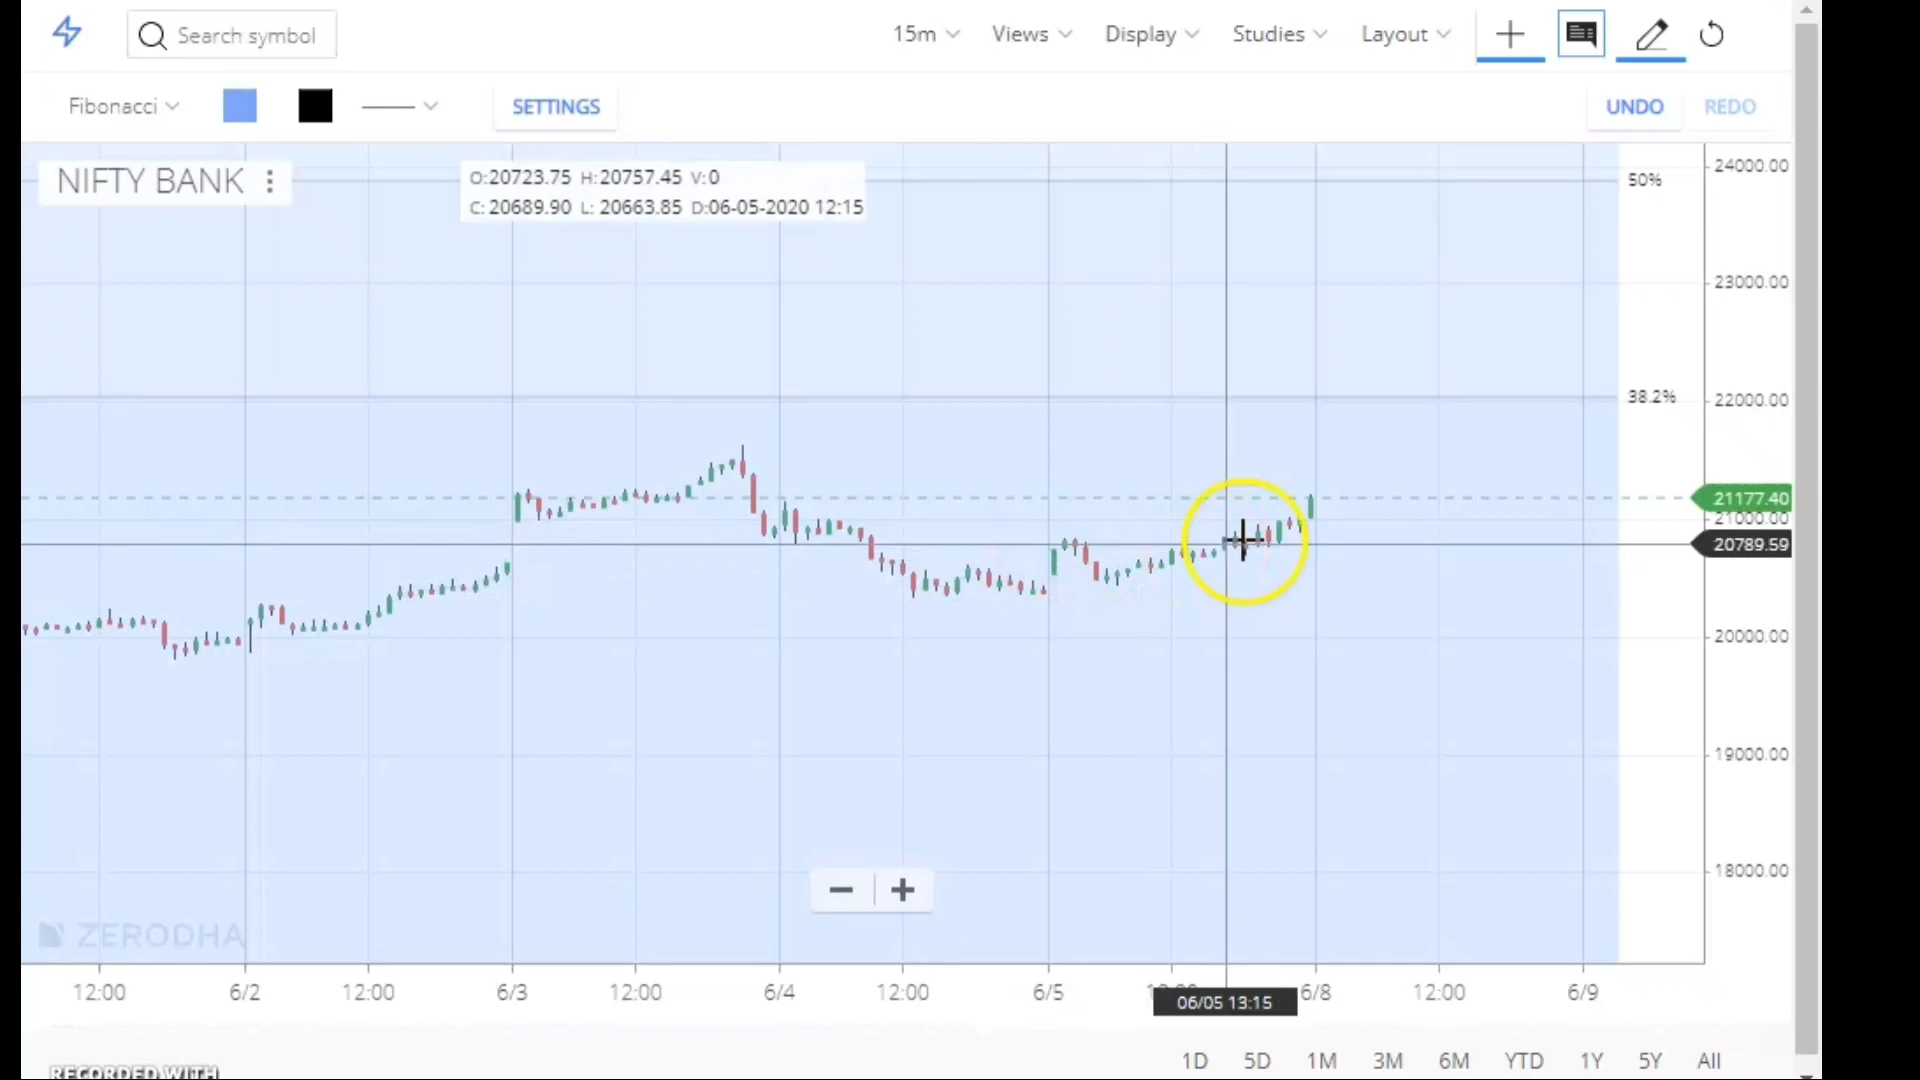 Search symbol 15m Views Display Studies Layout
Fibonacci SETTINGS UNDO REDO
NIFTY BANK
O:20723.75 H:20757.45 V:0
C: 20689.90 L: 20663.85 D:06-05-2020 12:15
24000.00
50%
23000.00
38.2%
22000.00
21177.40
21000.00
20789.59
20000.00
19000.00
18000.00
− +
ZERODHA
12:00 6/2 12:00 6/3 12:00 6/4 12:00 6/5 6/8 12:00 6/9
06/05 13:15
1D 5D 1M 3M 6M YTD 1Y 5Y All
RECORDED WITH